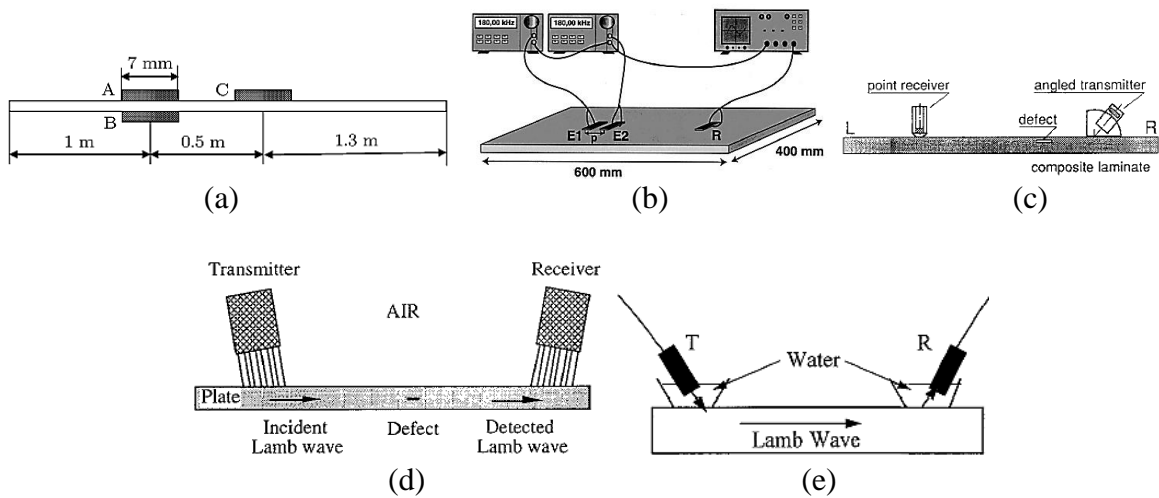 7 mm
A
C
B
1 m
0.5 m
1.3 m
(a)
180,00 kHz
180,00 kHz
E1
p
E2
R
600 mm
400 mm
(b)
point receiver
angled transmitter
L
defect
R
composite laminate
(c)
Transmitter
Receiver
AIR
Plate
Incident
Lamb wave
Defect
Detected
Lamb wave
(d)
T
Water
R
Lamb Wave
(e)